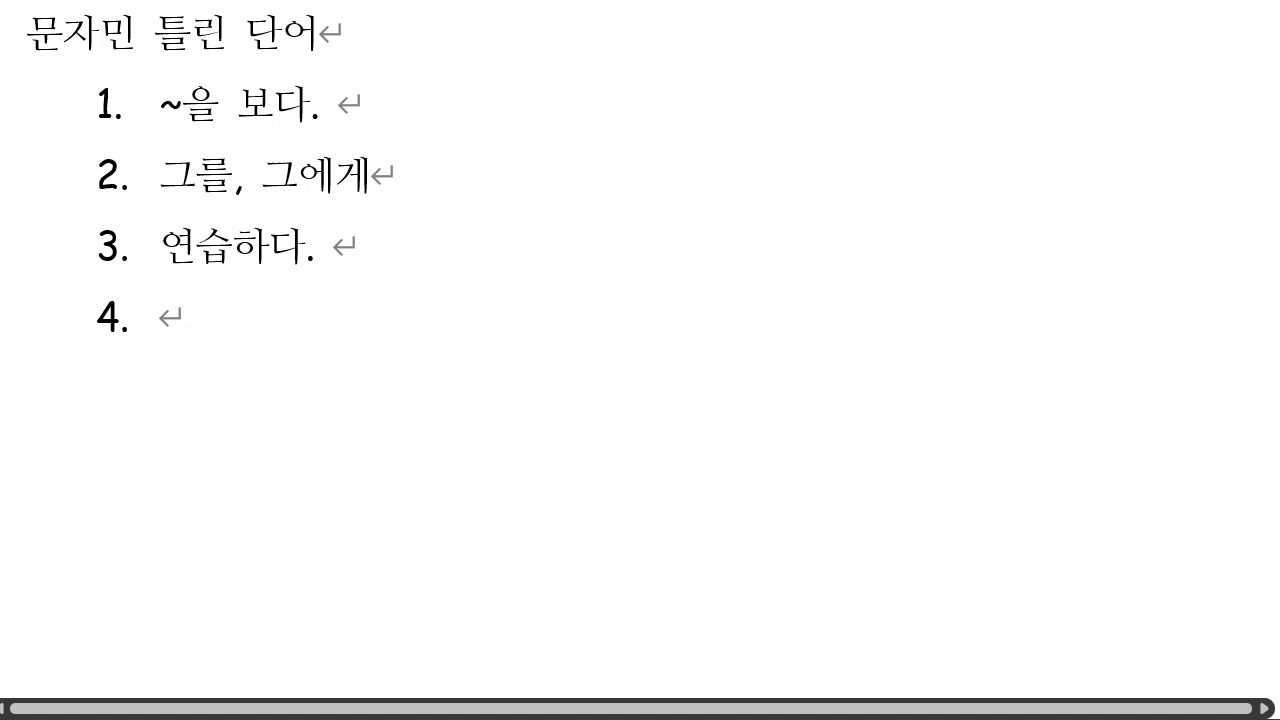 문자민 틀린 단어
1. ~을 보다.
2. 그를, 그에게
3. 연습하다.
4.